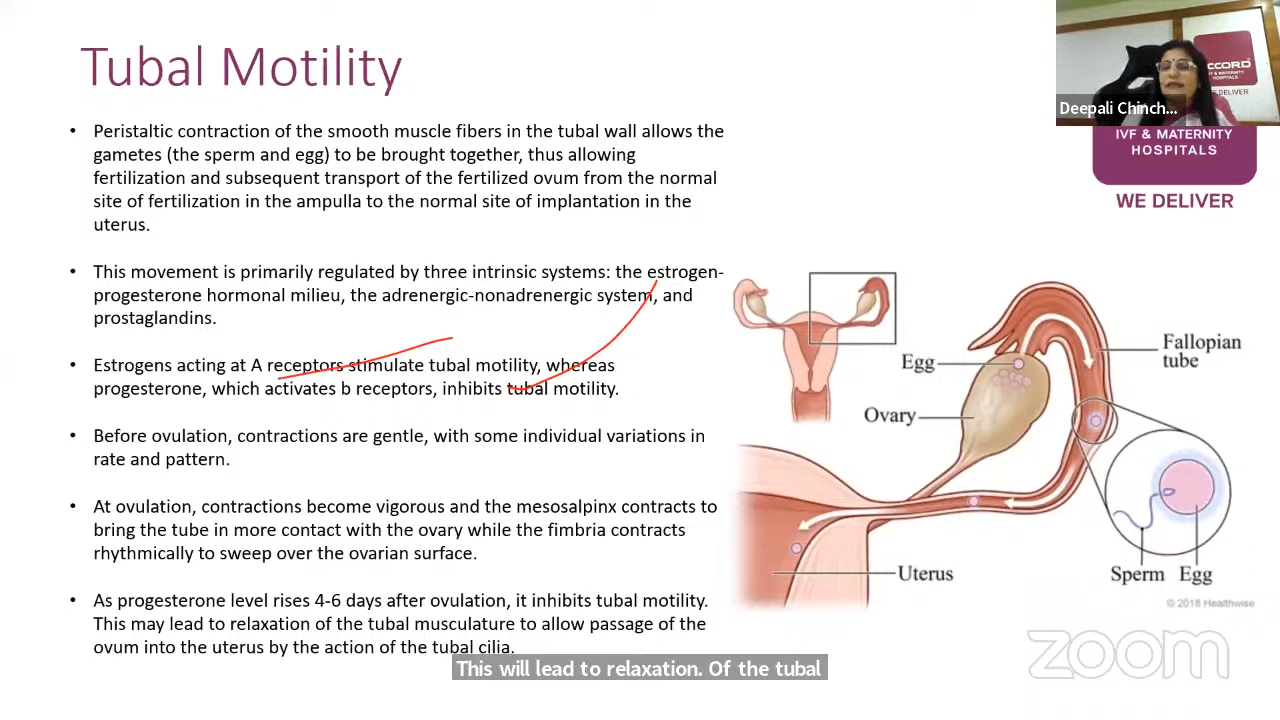 Tubal Motility
• Peristaltic contraction of the smooth muscle fibers in the tubal wall allows the
gametes (the sperm and egg) to be brought together, thus allowing
fertilization and subsequent transport of the fertilized ovum from the normal
site of fertilization in the ampulla to the normal site of implantation in the
uterus.
• This movement is primarily regulated by three intrinsic systems: the estrogen-
progesterone hormonal milieu, the adrenergic-nonadrenergic system, and
prostaglandins.
• Estrogens acting at A receptors stimulate tubal motility, whereas
progesterone, which activates b receptors, inhibits tubal motility.
• Before ovulation, contractions are gentle, with some individual variations in
rate and pattern.
• At ovulation, contractions become vigorous and the mesosalpinx contracts to
bring the tube in more contact with the ovary while the fimbria contracts
rhythmically to sweep over the ovarian surface.
• As progesterone level rises 4-6 days after ovulation, it inhibits tubal motility.
This may lead to relaxation of the tubal musculature to allow passage of the
ovum into the uterus by the action of the tubal cilia.
This will lead to relaxation. Of the tubal
CCORD
& MATERNITY
HOSPITALS
DELIVER
Deepali Chinch...
IVF & MATERNITY
HOSPITALS
WE DELIVER
Egg
Fallopian
tube
Ovary
Uterus
Sperm Egg
© 2018 Healthwise
zoom